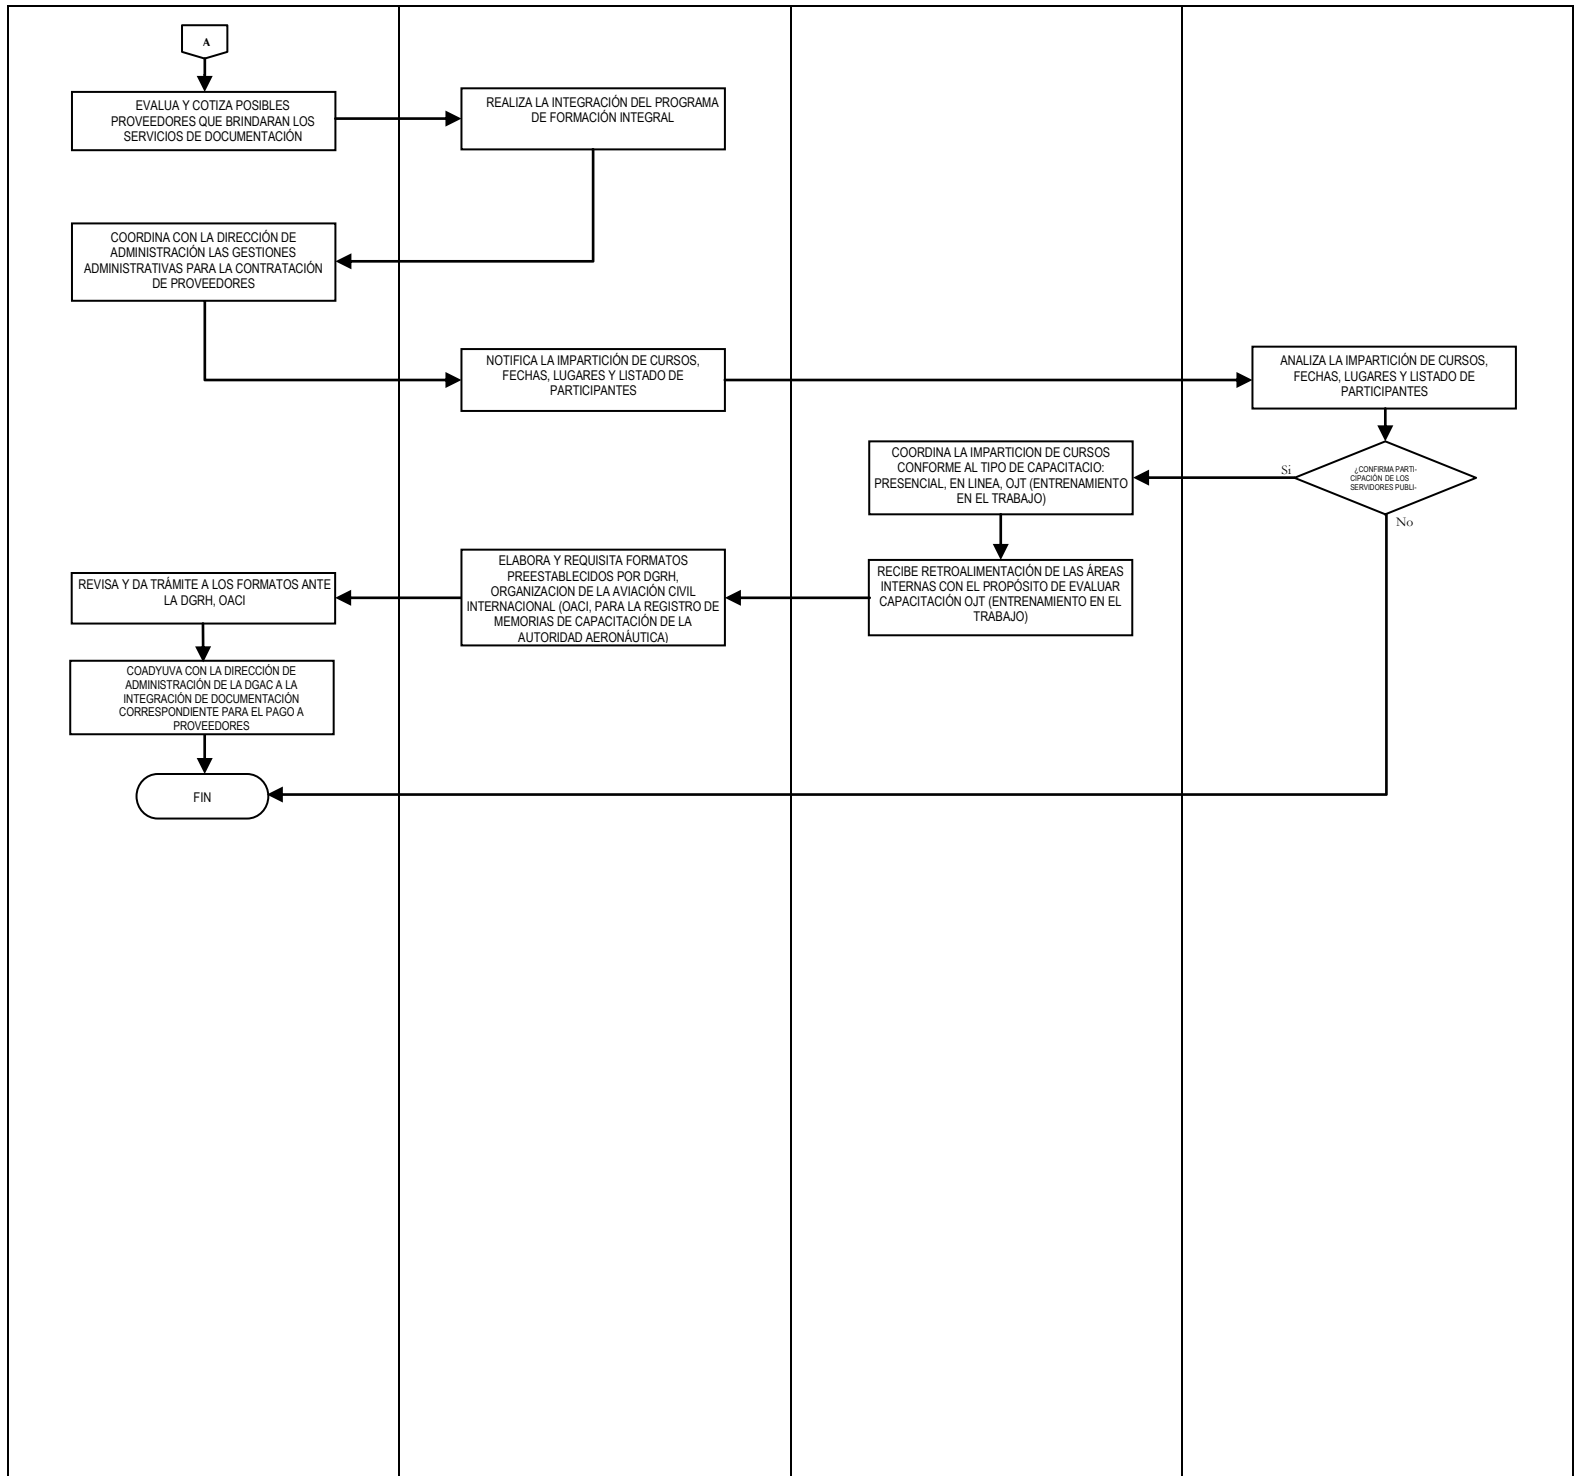 A
EVALUA Y COTIZA POSIBLES
PROVEEDORES QUE BRINDARAN LOS
SERVICIOS DE DOCUMENTACIÓN
REALIZA LA INTEGRACIÓN DEL PROGRAMA
DE FORMACIÓN INTEGRAL
COORDINA CON LA DIRECCIÓN DE
ADMINISTRACIÓN LAS GESTIONES
ADMINISTRATIVAS PARA LA CONTRATACIÓN
DE PROVEEDORES
NOTIFICA LA IMPARTICIÓN DE CURSOS,
FECHAS, LUGARES Y LISTADO DE
PARTICIPANTES
ANALIZA LA IMPARTICIÓN DE CURSOS,
FECHAS, LUGARES Y LISTADO DE
PARTICIPANTES
¿CONFIRMA PARTI-
CIPACIÓN DE LOS
SERVIDORES PUBLI-
Si
No
COORDINA LA IMPARTICION DE CURSOS
CONFORME AL TIPO DE CAPACITACIO:
PRESENCIAL, EN LINEA, OJT (ENTRENAMIENTO
EN EL TRABAJO)
RECIBE RETROALIMENTACIÓN DE LAS ÁREAS
INTERNAS CON EL PROPÓSITO DE EVALUAR
CAPACITACIÓN OJT (ENTRENAMIENTO EN EL
TRABAJO)
ELABORA Y REQUISITA FORMATOS
PREESTABLECIDOS POR DGRH,
ORGANIZACION DE LA AVIACIÓN CIVIL
INTERNACIONAL (OACI, PARA LA REGISTRO DE
MEMORIAS DE CAPACITACIÓN DE LA
AUTORIDAD AERONÁUTICA)
REVISA Y DA TRÁMITE A LOS FORMATOS ANTE
LA DGRH, OACI
COADYUVA CON LA DIRECCIÓN DE
ADMINISTRACIÓN DE LA DGAC A LA
INTEGRACIÓN DE DOCUMENTACIÓN
CORRESPONDIENTE PARA EL PAGO A
PROVEEDORES
FIN